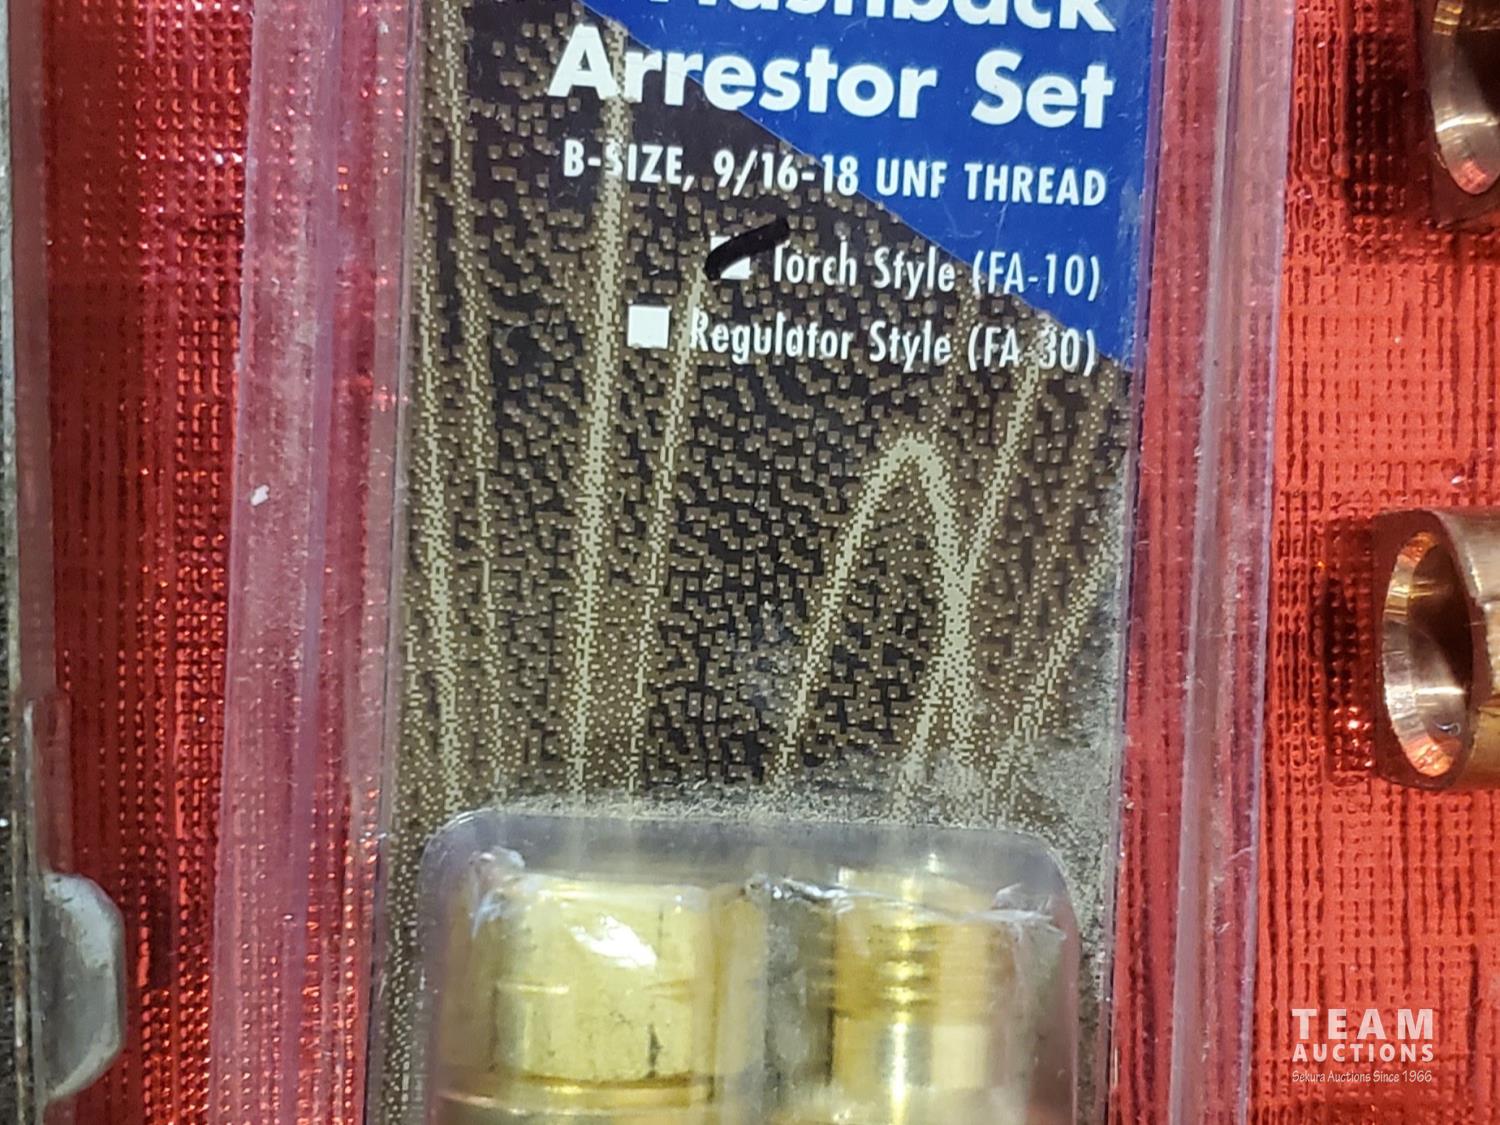 Flashback
Arrestor Set
B-SIZE, 9/16-18 UNF THREAD
Torch Style (FA-10)
Regulator Style (FA 30)
TEAM
AUCTIONS
Sekura Auctions Since 1966